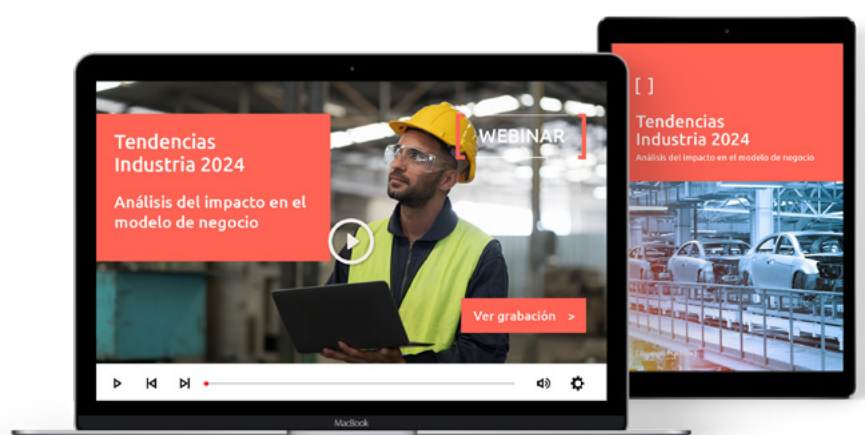 Tendencias
Industria 2024
Análisis del impacto en el
modelo de negocio
WEBINAR
Ver grabación >
MacBook
[ ]
Tendencias
Industria 2024
Análisis del impacto en el modelo de negocio